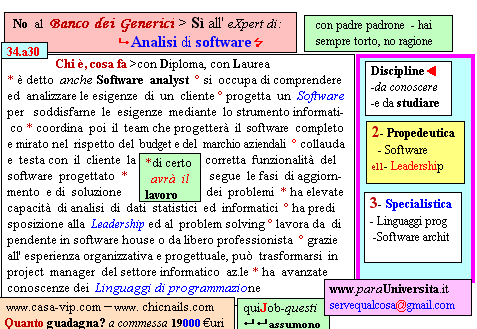 No al Banco dei Generici > Sì all' eXpert di:
Analisi di software
con padre padrone - hai
sempre torto, no ragione
34.a30
Chi è, cosa fa >con Diploma, con Laurea
* è detto anche Software analyst ° si occupa di comprendere
ed analizzare le esigenze di un cliente ° progetta un Software
per soddisfarne le esigenze mediante lo strumento informati-
co * coordina poi il team che progetterà il software completo
e mirato nel rispetto del budget e del marchio aziendali ° collauda
e testa con il cliente la corretta funzionalità del
software progettato * segue le fasi di aggiorn-
mento e di soluzione dei problemi * ha elevate
capacità di analisi di dati statistici ed informatici ° ha predi
sposizione alla Leadership ed al problem solving ° lavora da di
pendente in software house o da libero professionista ° grazie
all' esperienza organizzativa e progettuale, può trasformarsi in
project manager del settore informatico az.le * ha avanzate
conoscenze dei Linguaggi di programmazione
*di certo
avrà il
lavoro
Discipline
-da conoscere
-e da studiare
2- Propedeutica
- Software
ell- Leadership
3- Specialistica
- Linguaggi prog
-Software archit
www.paraUniversita.it
servequalcosa@gmail.com
www.casa-vip.com – www. chicnails.com
Quanto guadagna? a commessa 19000 €uri
quiJob-questi
assumono